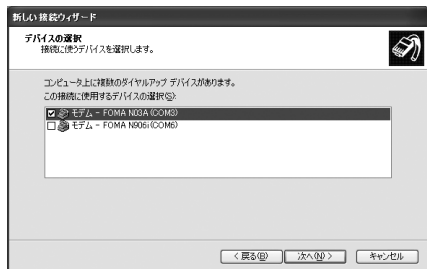 新しい接続ウィザード
デバイスの選択
接続に使うデバイスを選択します。
コンピュータ上に複数のダイヤルアップ デバイスがあります。
この接続に使用するデバイスの選択(S):
モデム - FOMA N03A (COM3)
モデム - FOMA N906i (COM6)
< 戻る(B)
次へ(N) >
キャンセル